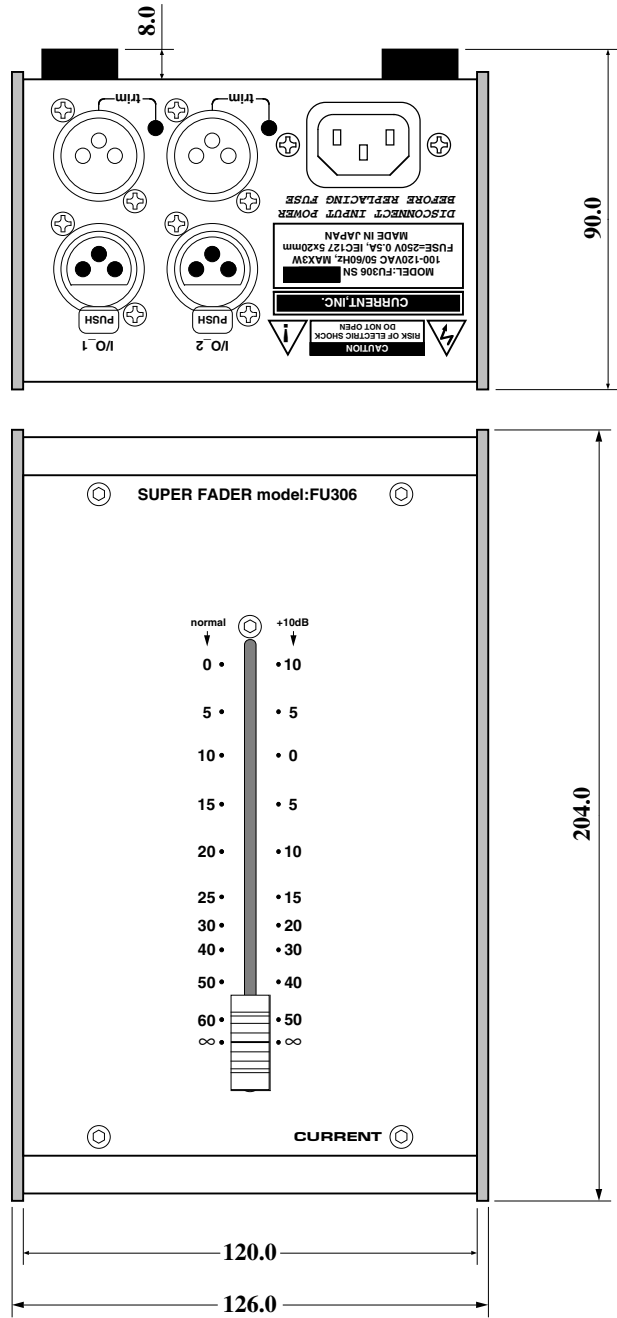 8.0
90.0
trim
trim
DISCONNECT INPUT POWER
BEFORE REPLACING FUSE
MODEL:FU306 SN
100-120VAC 50/60Hz, MAX3W
FUSE=250V 0.5A, IEC127 5x20mm
MADE IN JAPAN
CURRENT,INC.
CAUTION
RISK OF ELECTRIC SHOCK
DO NOT OPEN
!
PUSH
PUSH
I/O_1
I/O_2
SUPER FADER model:FU306
normal +10dB
0 10
5 5
10 0
15 5
20 10
25 15
30 20
40 30
50 40
60 50
∞ ∞
CURRENT
204.0
120.0
126.0